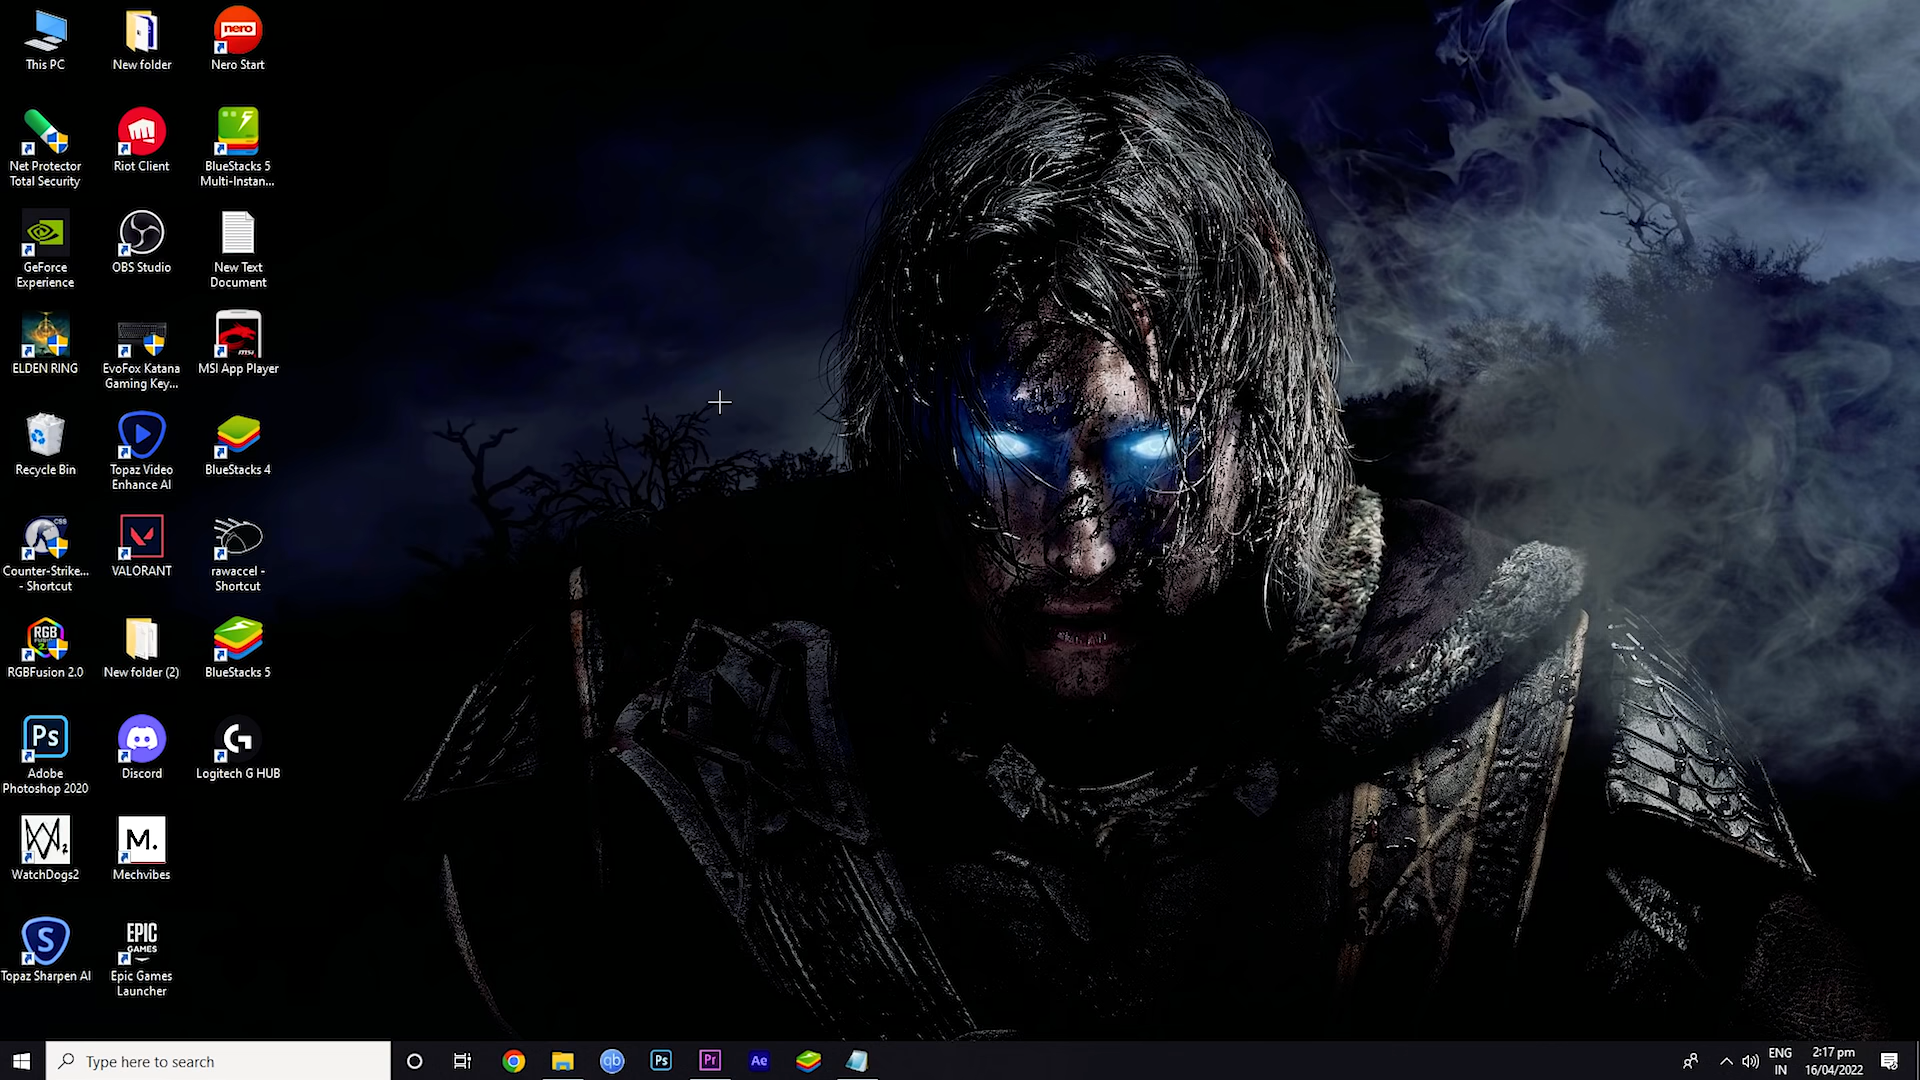 This PC
New folder
nero
Nero Start
Net Protector
Total Security
Riot Client
BlueStacks 5
Multi-Instan...
GeForce
Experience
OBS Studio
New Text
Document
ELDEN RING
EvoFox Katana
Gaming Key...
msi
MSI App Player
Recycle Bin
Topaz Video
Enhance AI
BlueStacks 4
CSS
Counter-Strike...
- Shortcut
VALORANT
rawaccel -
Shortcut
RGB
RGBFusion 2.0
New folder (2)
BlueStacks 5
Ps
Adobe
Photoshop 2020
Discord
G
Logitech G HUB
2
WatchDogs2
M.
Mechvibes
S
Topaz Sharpen AI
EPIC
GAMES
Epic Games
Launcher
Type here to search
qb
Ps
Pr
Ae
ENG
IN
2:17 pm
16/04/2022